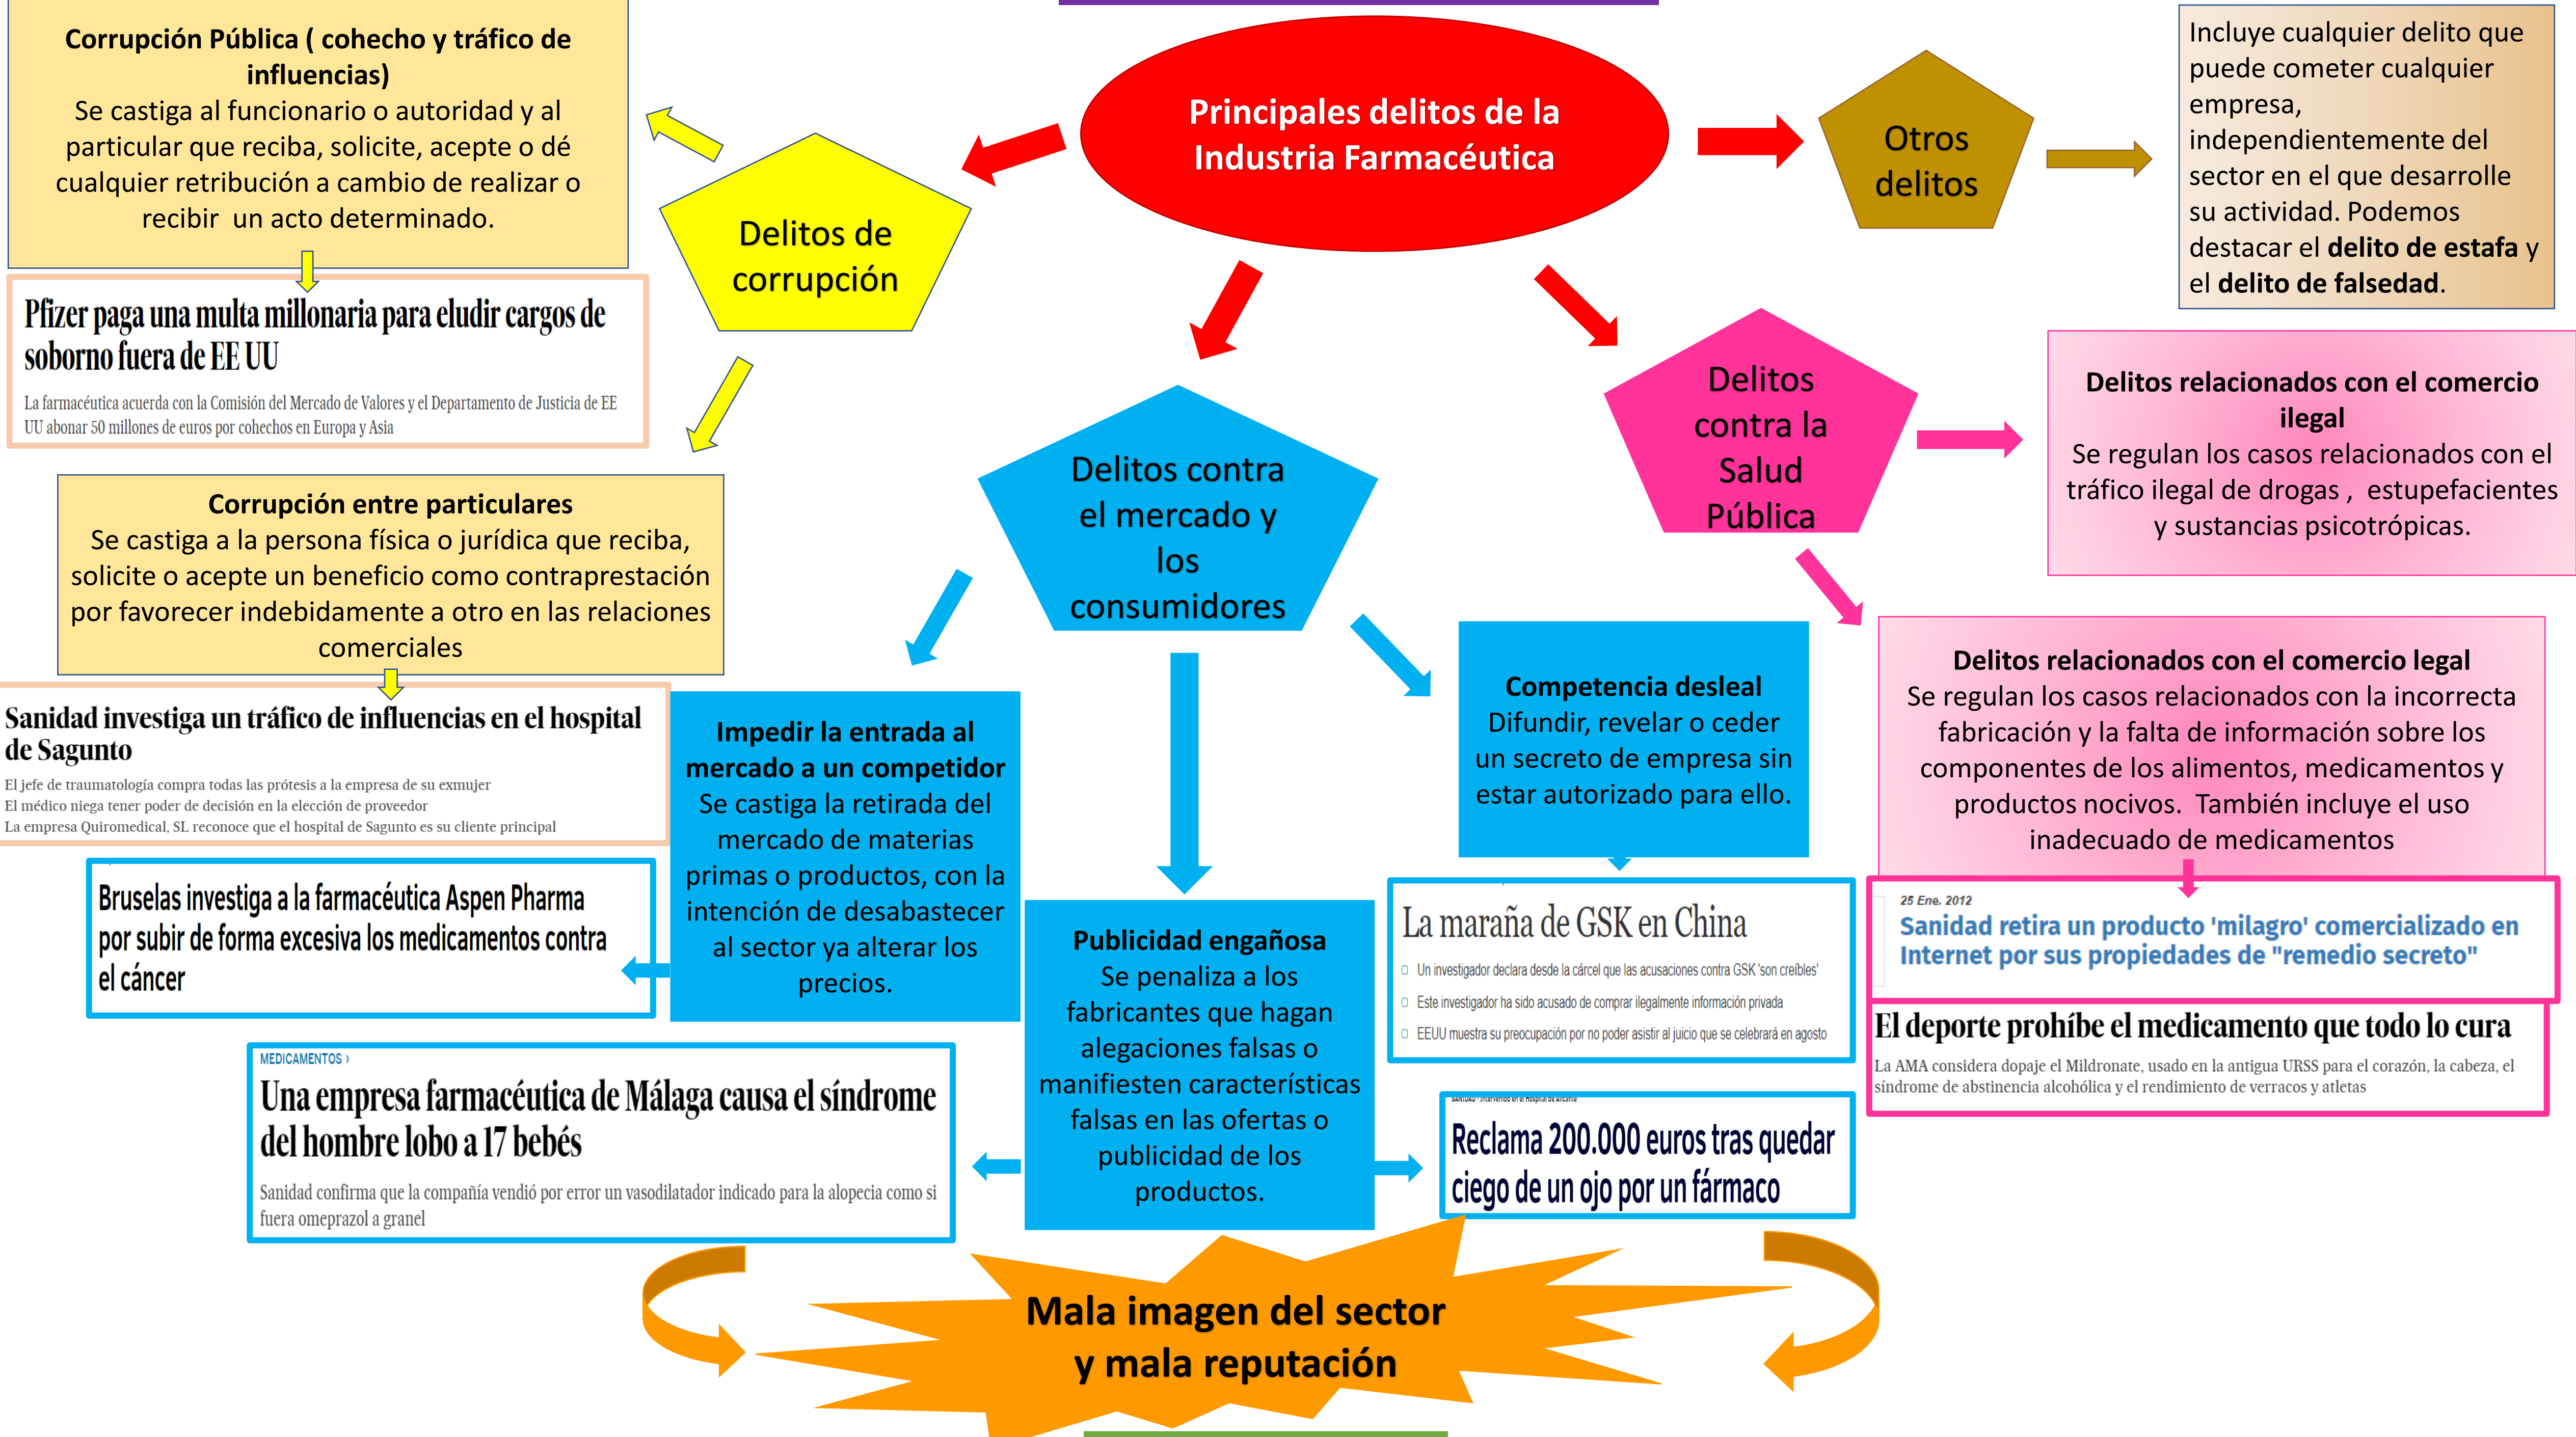 Principales delitos de la
Industria Farmacéutica
Delitos de
corrupción
Corrupción Pública ( cohecho y tráfico de
influencias)
Se castiga al funcionario o autoridad y al
particular que reciba, solicite, acepte o dé
cualquier retribución a cambio de realizar o
recibir un acto determinado.
Pfizer paga una multa millonaria para eludir cargos de
soborno fuera de EE UU
La farmacéutica acuerda con la Comisión del Mercado de Valores y el Departamento de Justicia de EE
UU abonar 50 millones de euros por cohechos en Europa y Asia
Corrupción entre particulares
Se castiga a la persona física o jurídica que reciba,
solicite o acepte un beneficio como contraprestación
por favorecer indebidamente a otro en las relaciones
comerciales
Sanidad investiga un tráfico de influencias en el hospital
de Sagunto
El jefe de traumatología compra todas las prótesis a la empresa de su exmujer
El médico niega tener poder de decisión en la elección de proveedor
La empresa Quiromedical, SL reconoce que el hospital de Sagunto es su cliente principal
Delitos contra
el mercado y
los
consumidores
Impedir la entrada al
mercado a un competidor
Se castiga la retirada del
mercado de materias
primas o productos, con la
intención de desabastecer
al sector ya alterar los
precios.
Bruselas investiga a la farmacéutica Aspen Pharma
por subir de forma excesiva los medicamentos contra
el cáncer
Publicidad engañosa
Se penaliza a los
fabricantes que hagan
alegaciones falsas o
manifiesten características
falsas en las ofertas o
publicidad de los
productos.
MEDICAMENTOS ›
Una empresa farmacéutica de Málaga causa el síndrome
del hombre lobo a 17 bebés
Sanidad confirma que la compañía vendió por error un vasodilatador indicado para la alopecia como si
fuera omeprazol a granel
Reclama 200.000 euros tras quedar
ciego de un ojo por un fármaco
Competencia desleal
Difundir, revelar o ceder
un secreto de empresa sin
estar autorizado para ello.
La maraña de GSK en China
Un investigador declara desde la cárcel que las acusaciones contra GSK 'son creíbles'
Este investigador ha sido acusado de comprar ilegalmente información privada
EEUU muestra su preocupación por no poder asistir al juicio que se celebrará en agosto
Delitos
contra la
Salud
Pública
Delitos relacionados con el comercio
ilegal
Se regulan los casos relacionados con el
tráfico ilegal de drogas , estupefacientes
y sustancias psicotrópicas.
Delitos relacionados con el comercio legal
Se regulan los casos relacionados con la incorrecta
fabricación y la falta de información sobre los
componentes de los alimentos, medicamentos y
productos nocivos. También incluye el uso
inadecuado de medicamentos
25 Ene. 2012
Sanidad retira un producto 'milagro' comercializado en
Internet por sus propiedades de "remedio secreto"
El deporte prohíbe el medicamento que todo lo cura
La AMA considera dopaje el Mildronate, usado en la antigua URSS para el corazón, la cabeza, el
síndrome de abstinencia alcohólica y el rendimiento de verracos y atletas
Otros
delitos
Incluye cualquier delito que
puede cometer cualquier
empresa,
independientemente del
sector en el que desarrolle
su actividad. Podemos
destacar el delito de estafa y
el delito de falsedad.
Mala imagen del sector
y mala reputación